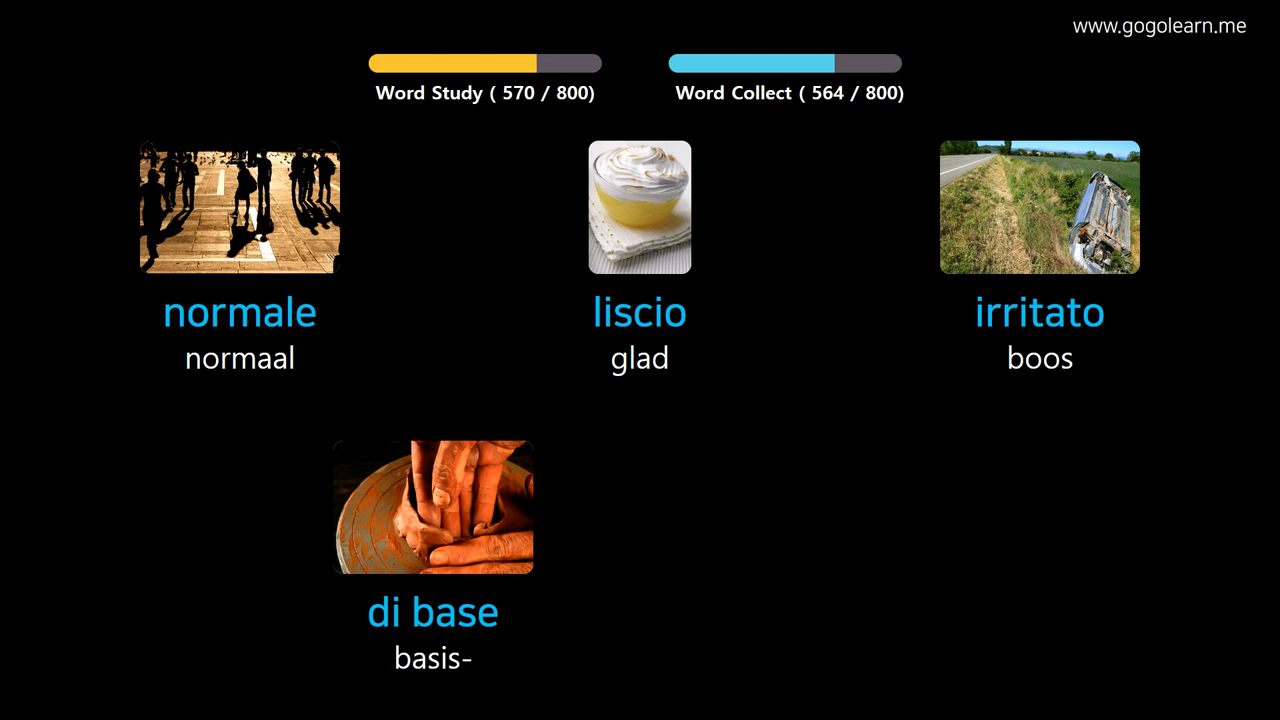 www.gogolearn.me
Word Study ( 570 / 800)
Word Collect ( 564 / 800)
normale
normaal
liscio
glad
irritato
boos
di base
basis-